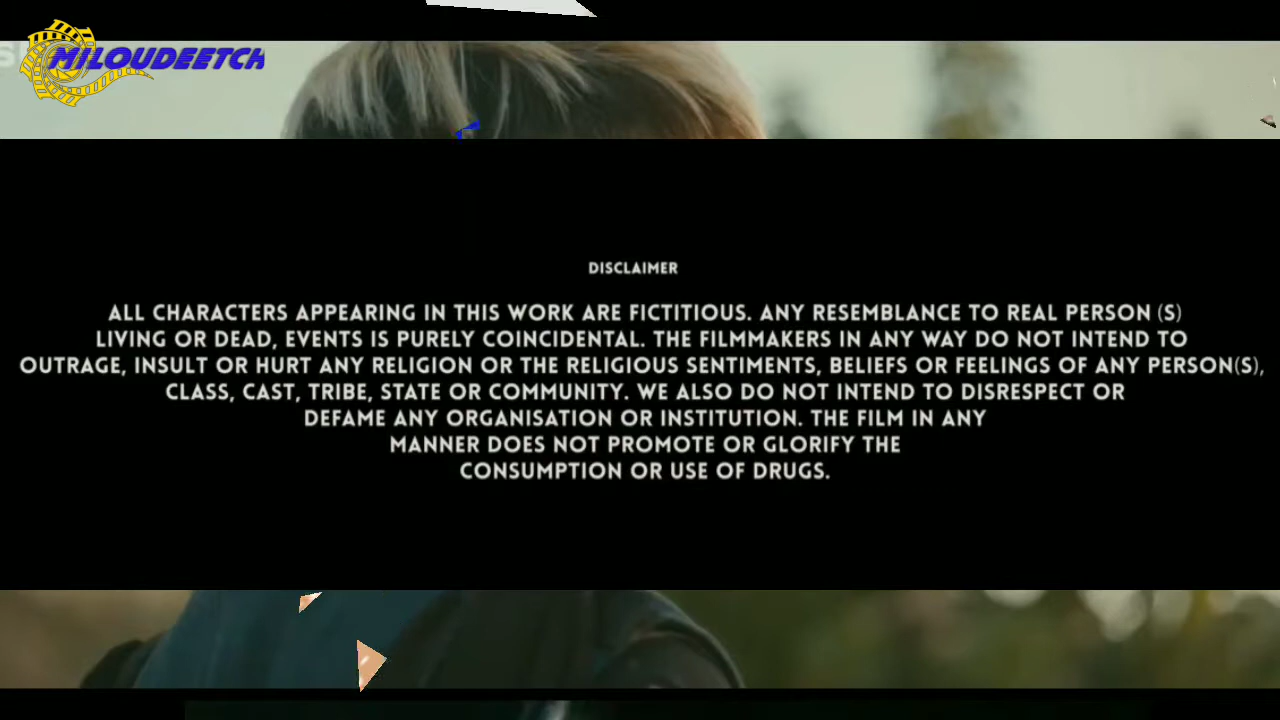 MILOUDEETCH
DISCLAIMER
ALL CHARACTERS APPEARING IN THIS WORK ARE FICTITIOUS. ANY RESEMBLANCE TO REAL PERSON (S)
LIVING OR DEAD, EVENTS IS PURELY COINCIDENTAL. THE FILMMAKERS IN ANY WAY DO NOT INTEND TO
OUTRAGE, INSULT OR HURT ANY RELIGION OR THE RELIGIOUS SENTIMENTS, BELIEFS OR FEELINGS OF ANY PERSON(S),
CLASS, CAST, TRIBE, STATE OR COMMUNITY. WE ALSO DO NOT INTEND TO DISRESPECT OR
DEFAME ANY ORGANISATION OR INSTITUTION. THE FILM IN ANY
MANNER DOES NOT PROMOTE OR GLORIFY THE
CONSUMPTION OR USE OF DRUGS.